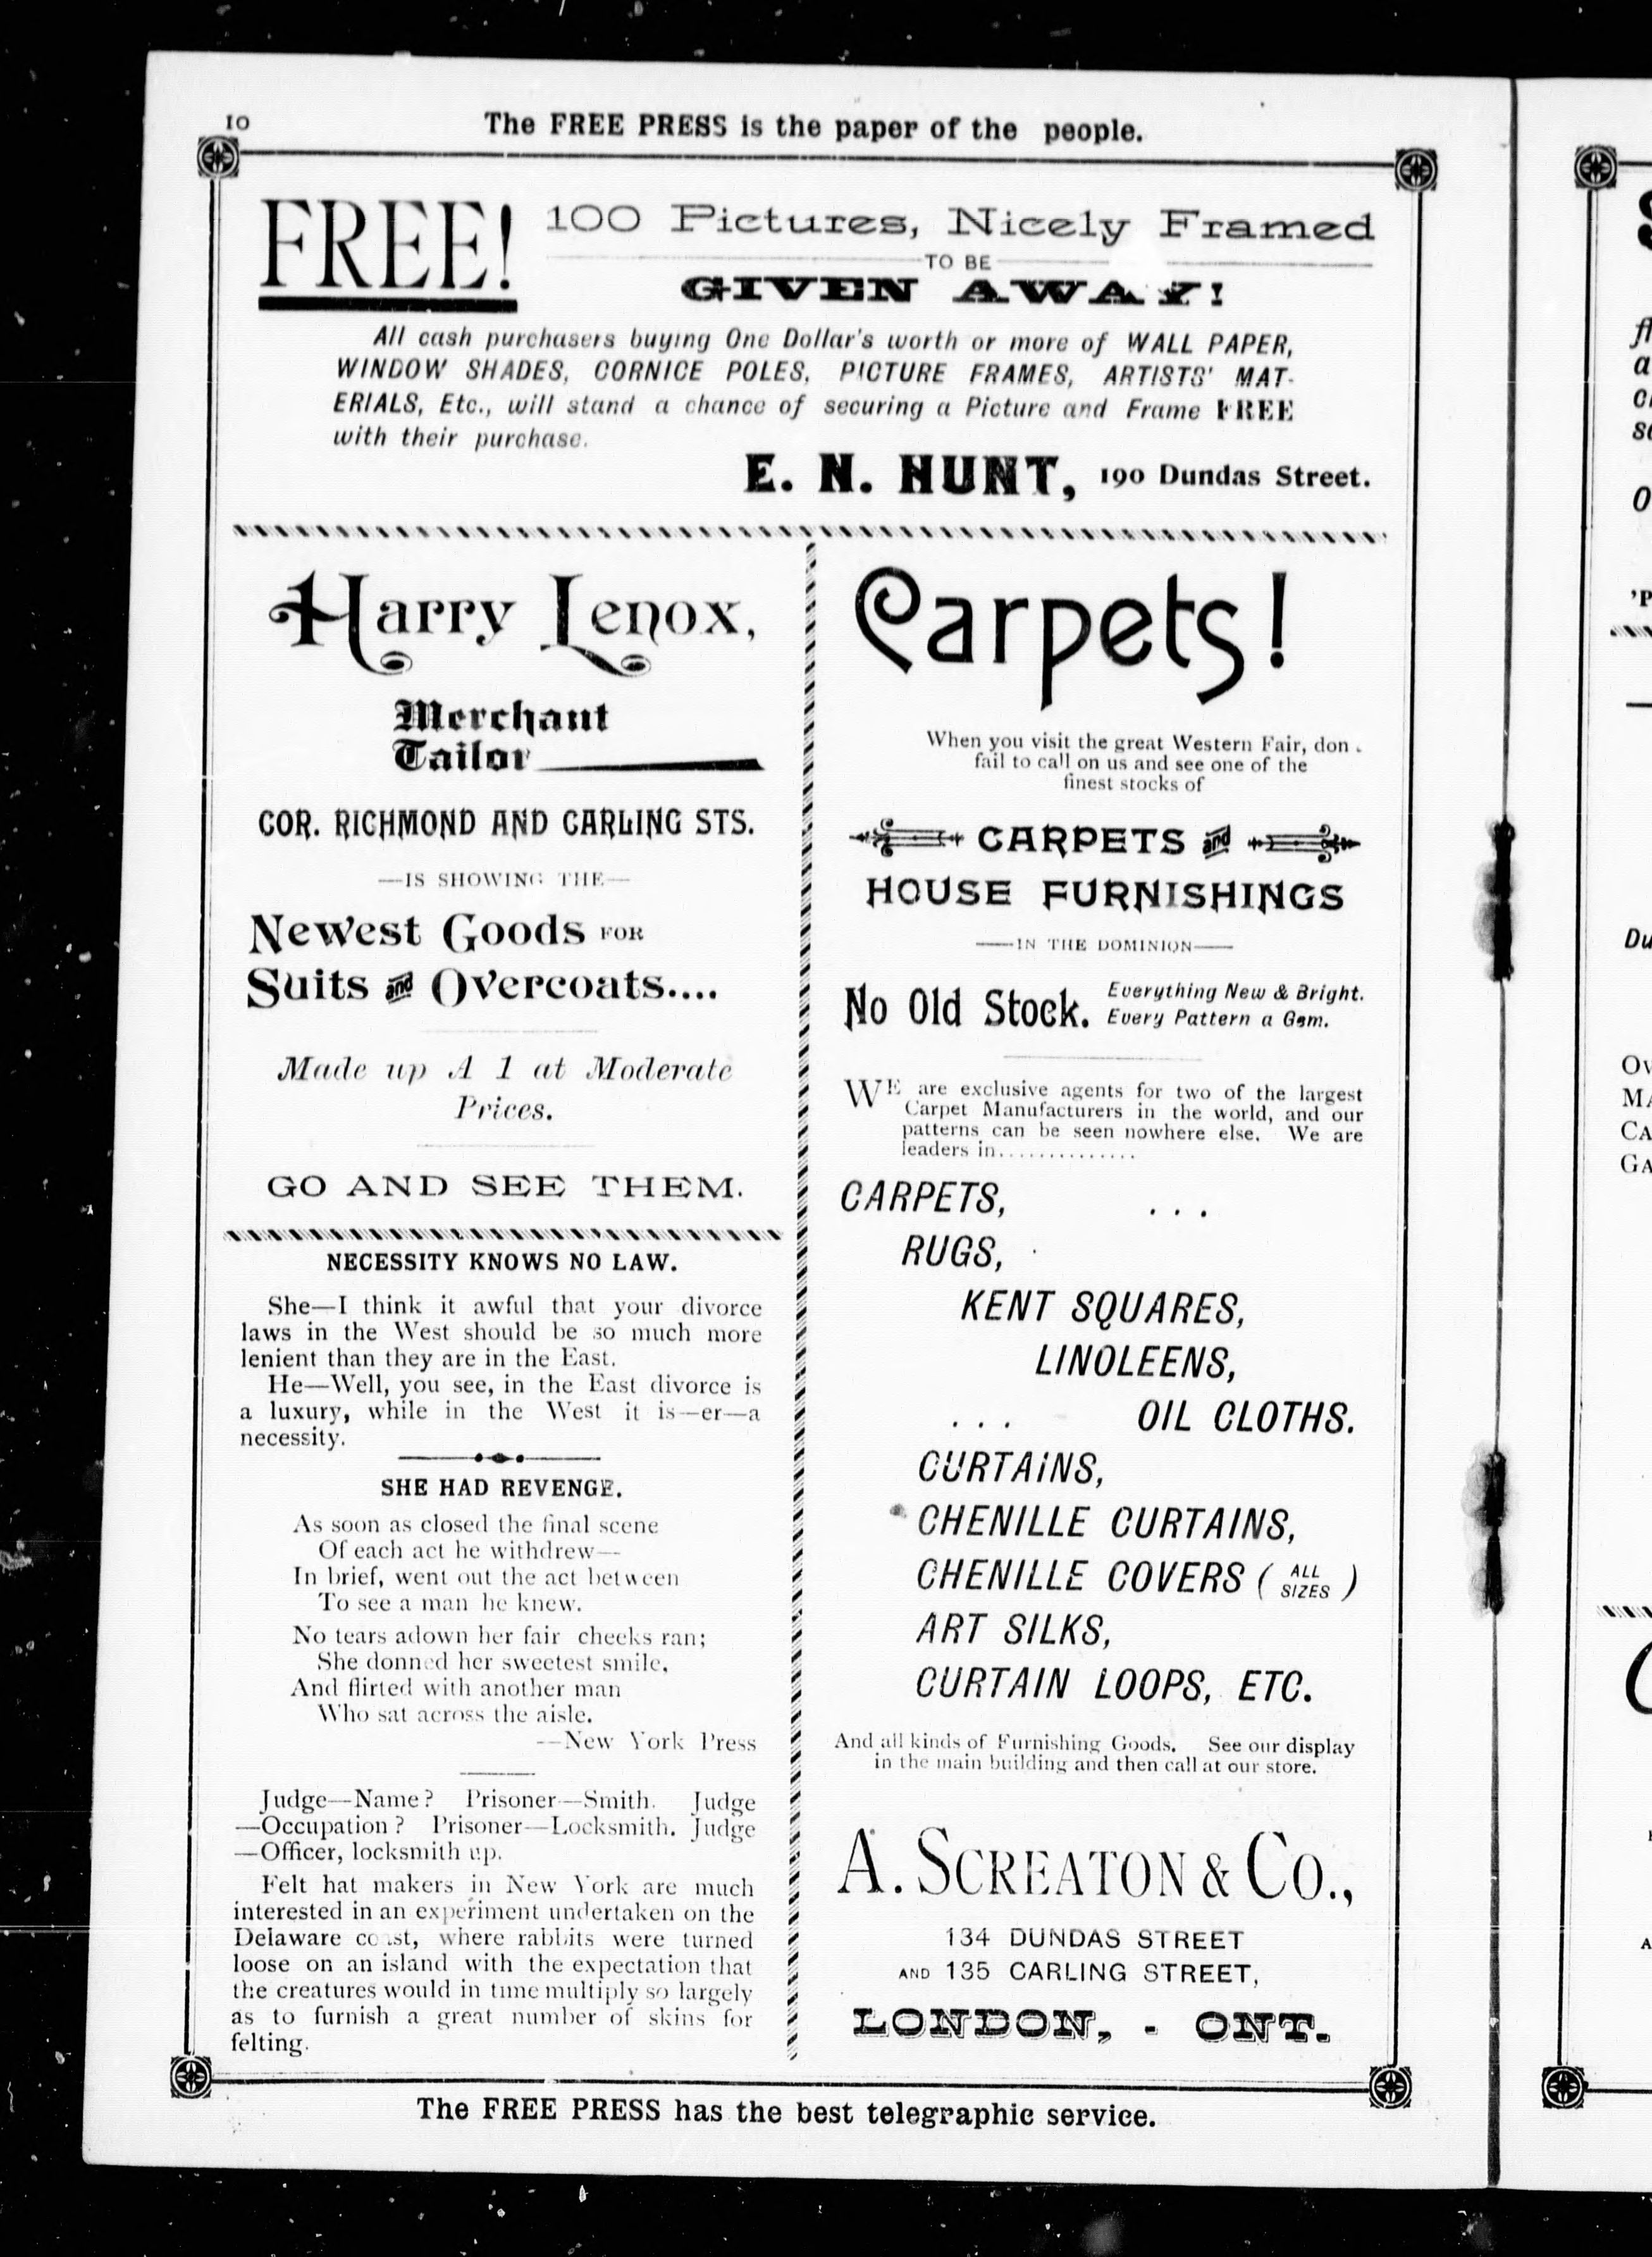 10
The FREE PRESS is the paper of the people.
FREE!
100 Pictures, Nicely Framed
TO BE
GIVEN AWAY!
All cash purchasers buying One Dollar's worth or more of WALL PAPER,
WINDOW SHADES, CORNICE POLES, PICTURE FRAMES, ARTISTS' MAT-
ERIALS, Etc., will stand a chance of securing a Picture and Frame FREE
with their purchase.
E. N. HUNT, 190 Dundas Street.
Harry Lenox,
Merchant
Tailor
COR. RICHMOND AND CARLING STS.
—IS SHOWING THE—
Newest Goods FOR
Suits and Overcoats....
Made up A 1 at Moderate
Prices.
GO AND SEE THEM.
NECESSITY KNOWS NO LAW.
She—I think it awful that your divorce
laws in the West should be so much more
lenient than they are in the East.
He—Well, you see, in the East divorce is
a luxury, while in the West it is—er—a
necessity.
SHE HAD REVENGE.
As soon as closed the final scene
Of each act he withdrew—
In brief, went out the act between
To see a man he knew.
No tears adown her fair cheeks ran;
She donned her sweetest smile,
And flirted with another man
Who sat across the aisle.
—New York Press
Judge—Name? Prisoner—Smith. Judge
—Occupation? Prisoner—Locksmith. Judge
—Officer, locksmith up.
Felt hat makers in New York are much
interested in an experiment undertaken on the
Delaware coast, where rabbits were turned
loose on an island with the expectation that
the creatures would in time multiply so largely
as to furnish a great number of skins for
felting.
Carpets!
When you visit the great Western Fair, don
fail to call on us and see one of the
finest stocks of
CARPETS and
HOUSE FURNISHINGS
—IN THE DOMINION—
No Old Stock. Everything New & Bright.
Every Pattern a Gem.
WE are exclusive agents for two of the largest
Carpet Manufacturers in the world, and our
patterns can be seen nowhere else. We are
leaders in..............
CARPETS, ...
RUGS,
KENT SQUARES,
LINOLEENS,
... OIL CLOTHS.
CURTAINS,
CHENILLE CURTAINS,
CHENILLE COVERS ( ALL SIZES )
ART SILKS,
CURTAIN LOOPS, ETC.
And all kinds of Furnishing Goods. See our display
in the main building and then call at our store.
A. SCREATON & CO.,
134 DUNDAS STREET
AND 135 CARLING STREET,
LONDON, - ONT.
The FREE PRESS has the best telegraphic service.